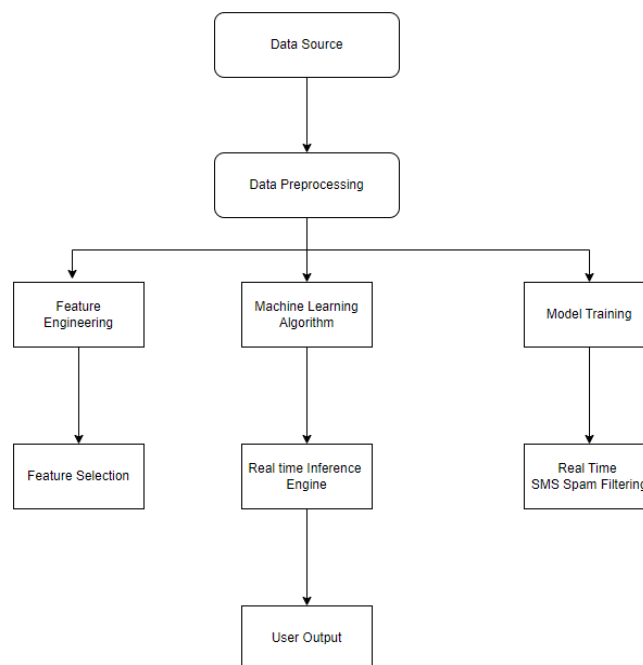 Data Source
Data Preprocessing
Feature
Engineering
Machine Learning
Algorithm
Model Training
Feature Selection
Real time Inference
Engine
Real Time
SMS Spam Filtering
User Output